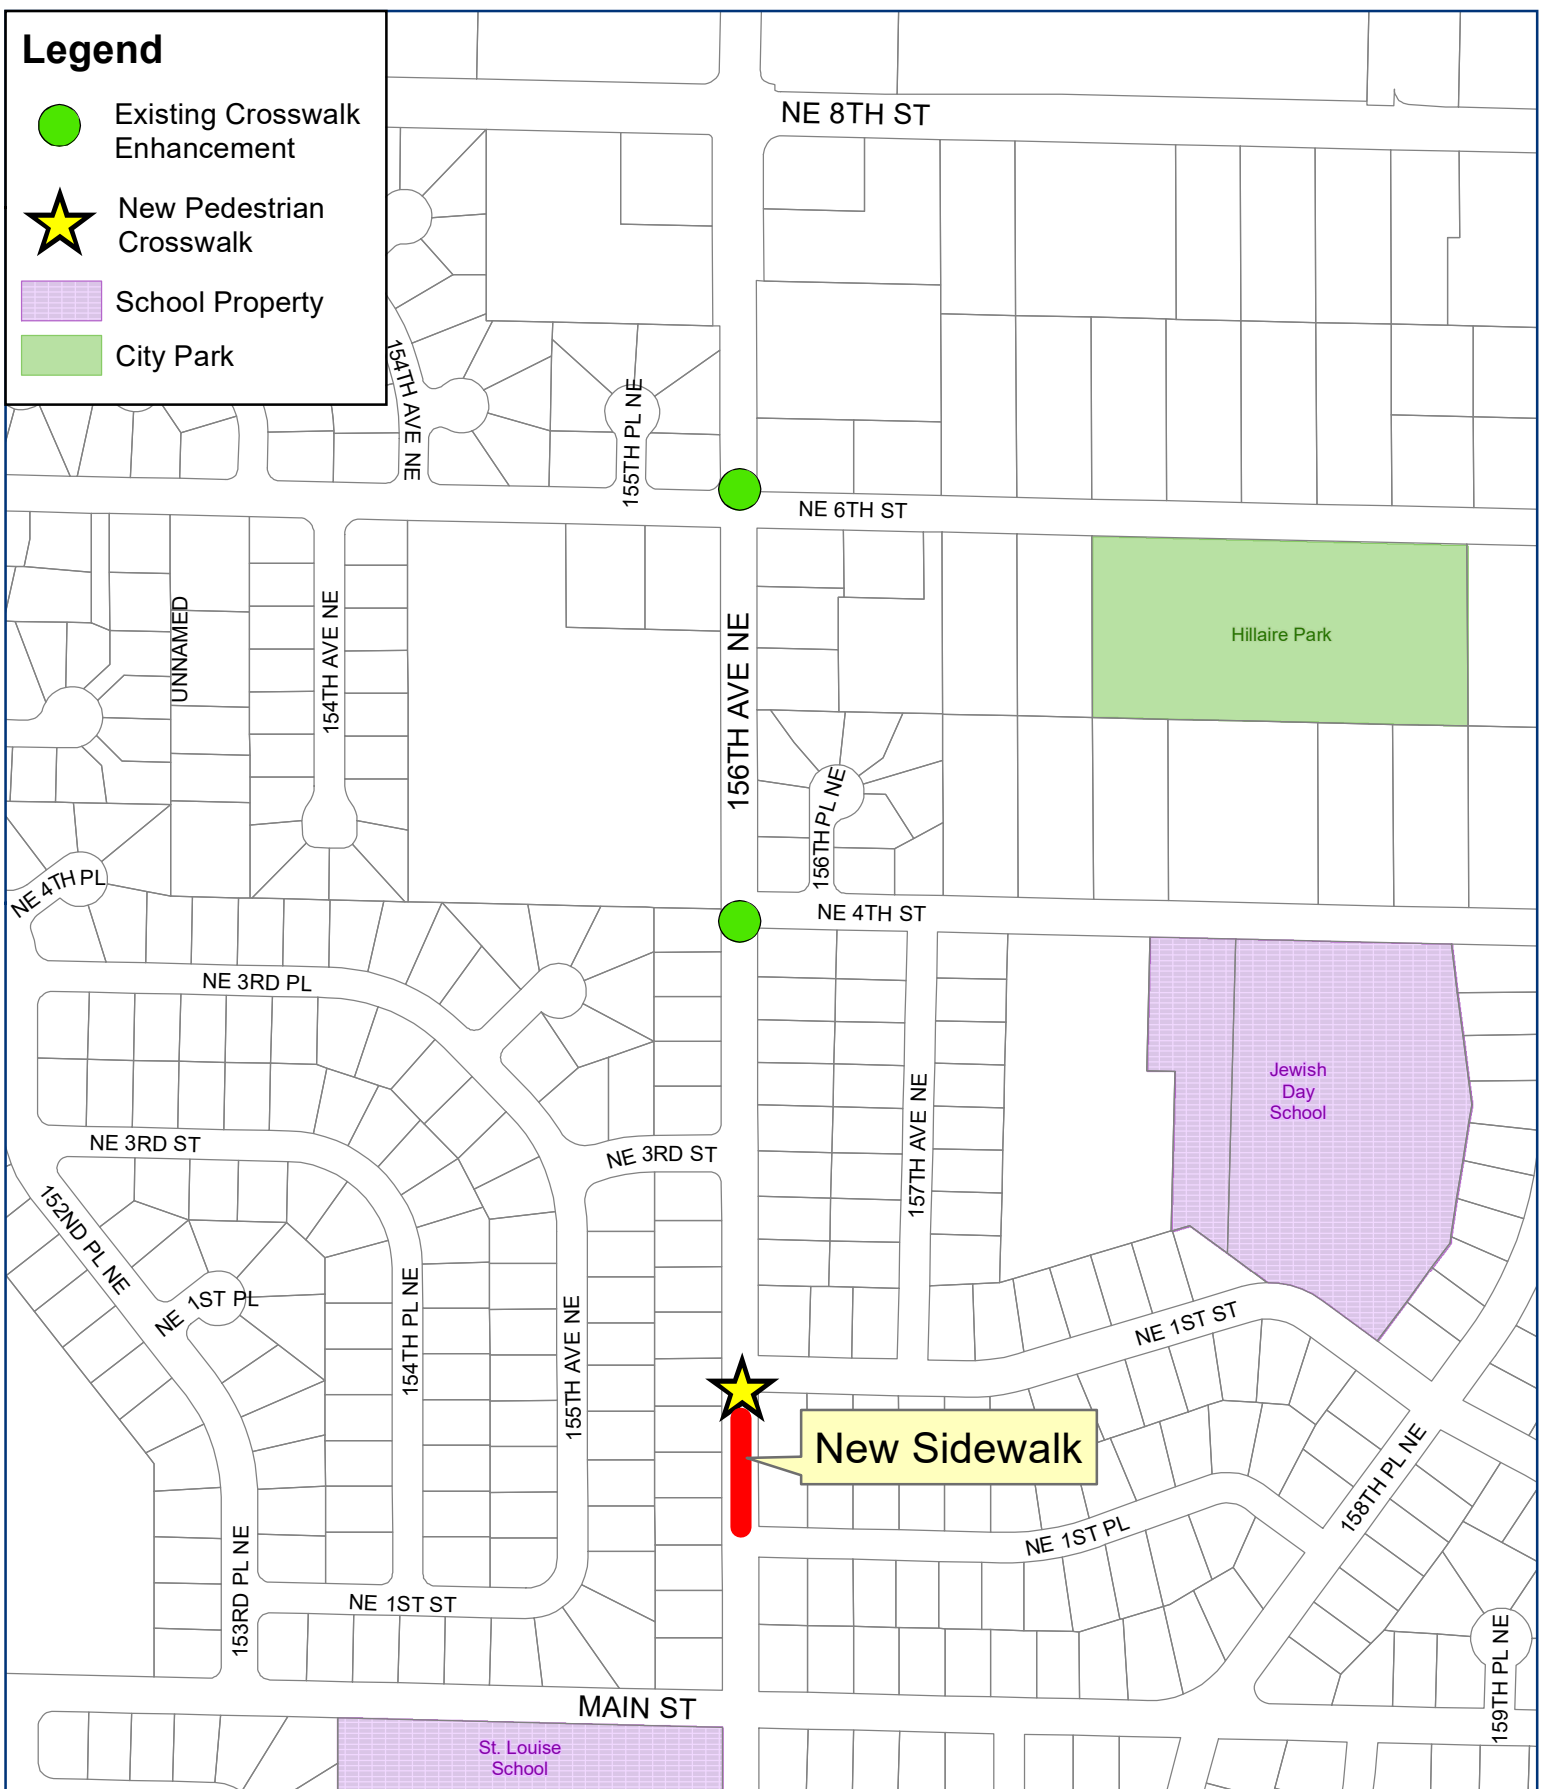 Legend
Existing Crosswalk
Enhancement
New Pedestrian
Crosswalk
School Property
City Park
NE 8TH ST
154TH AVE NE
155TH PL NE
NE 6TH ST
UNNAMED
154TH AVE NE
156TH AVE NE
Hillaire Park
156TH PL NE
NE 4TH PL
NE 4TH ST
NE 3RD PL
Jewish
Day
School
157TH AVE NE
NE 3RD ST
NE 3RD ST
152ND PL NE
NE 1ST PL
154TH PL NE
155TH AVE NE
NE 1ST ST
New Sidewalk
158TH PL NE
NE 1ST PL
153RD PL NE
NE 1ST ST
159TH PL NE
MAIN ST
St. Louise
School